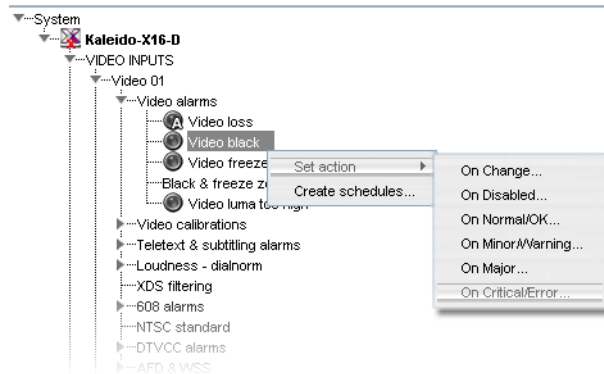 System
Kaleido-X16-D
VIDEO INPUTS
Video 01
Video alarms
A Video loss
Video black
Video freeze
Black & freeze
Video luma too high
Video calibrations
Teletext & subtitling alarms
Loudness - dialnorm
XDS filtering
608 alarms
NTSC standard
DTVCC alarms
AFD & WSS
Set action
Create schedules...
On Change...
On Disabled...
On Normal/OK...
On Minor/Warning...
On Major...
On Critical/Error...